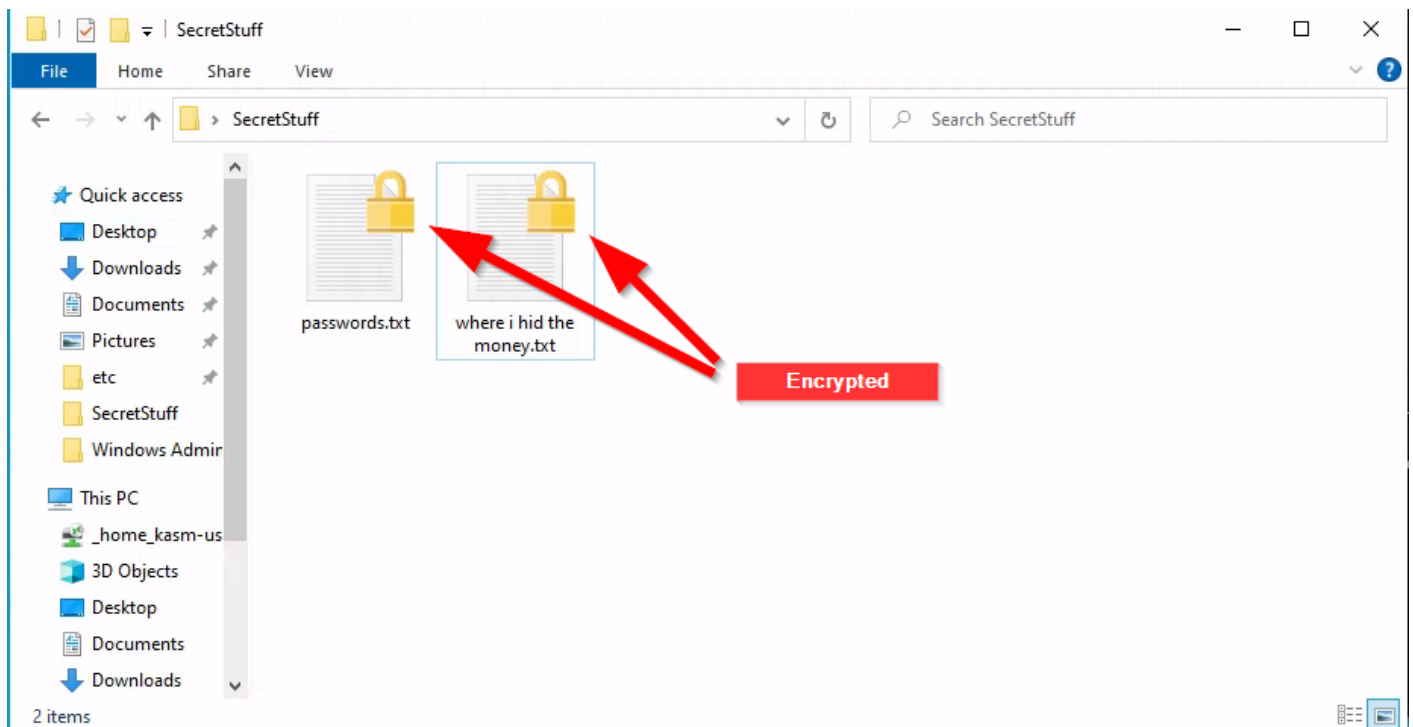 SecretStuff
File Home Share View
SecretStuff
Search SecretStuff
Quick access
Desktop
Downloads
Documents
Pictures
etc
SecretStuff
Windows Admin
This PC
_home_kasm-us
3D Objects
Desktop
Documents
Downloads
passwords.txt
where i hid the
money.txt
Encrypted
2 items